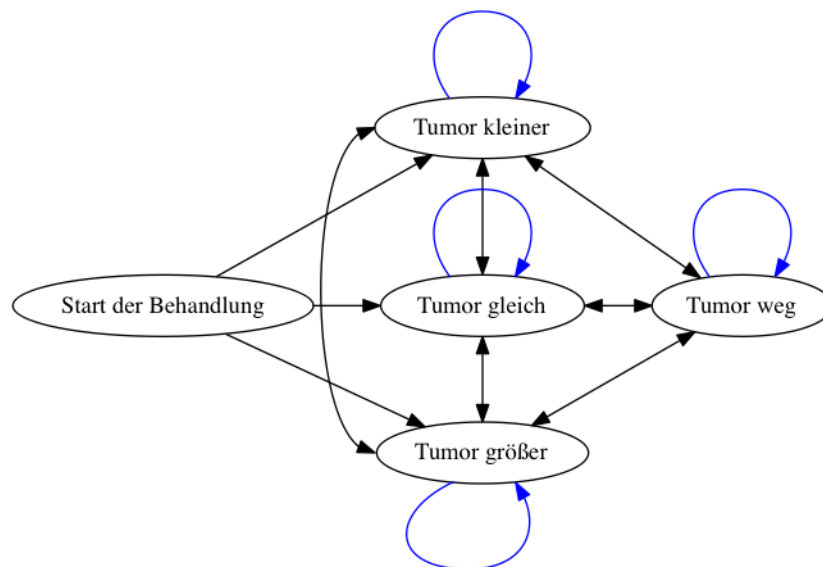 Tumor kleiner
Start der Behandlung
Tumor gleich
Tumor weg
Tumor größer